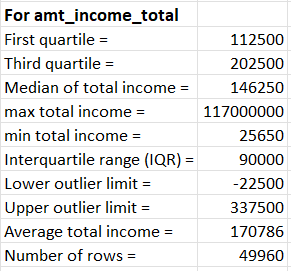 For amt_income_total
First quartile = 112500
Third quartile = 202500
Median of total income = 146250
max total income = 117000000
min total income = 25650
Interquartile range (IQR) = 90000
Lower outlier limit = -22500
Upper outlier limit = 337500
Average total income = 170786
Number of rows = 49960